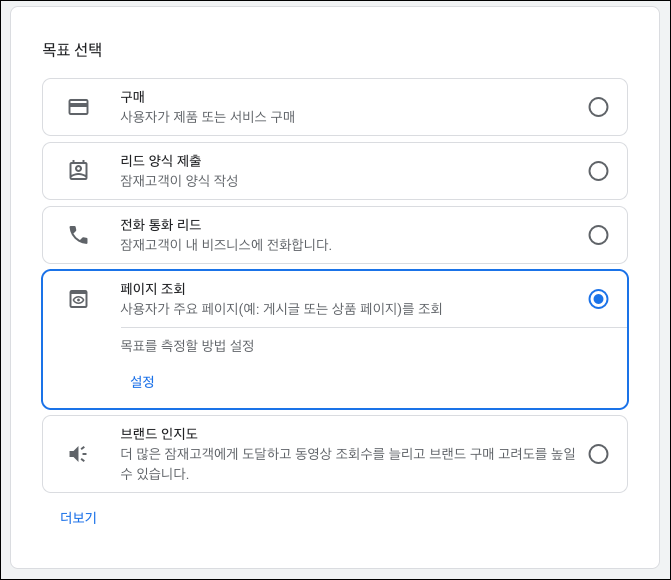 목표 선택
구매
사용자가 제품 또는 서비스 구매
리드 양식 제출
잠재고객이 양식 작성
전화 통화 리드
잠재고객이 내 비즈니스에 전화합니다.
페이지 조회
사용자가 주요 페이지(예: 게시글 또는 상품 페이지)를 조회
목표를 측정할 방법 설정
설정
브랜드 인지도
더 많은 잠재고객에게 도달하고 동영상 조회수를 늘리고 브랜드 구매 고려도를 높일
수 있습니다.
더보기